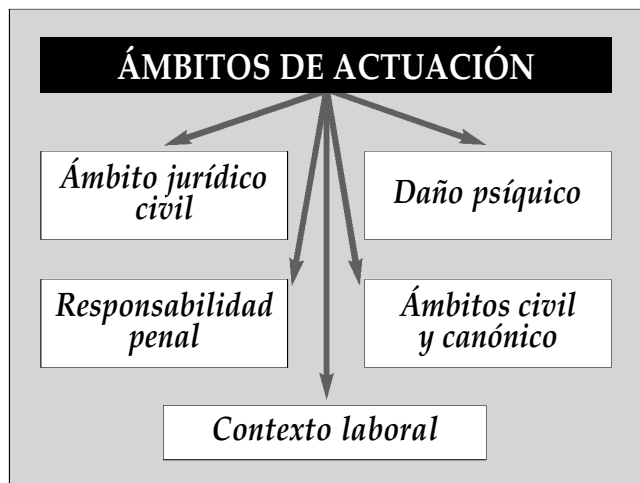 ÁMBITOS DE ACTUACIÓN
Ámbito jurídico
civil
Daño psíquico
Responsabilidad
penal
Ámbitos civil
y canónico
Contexto laboral